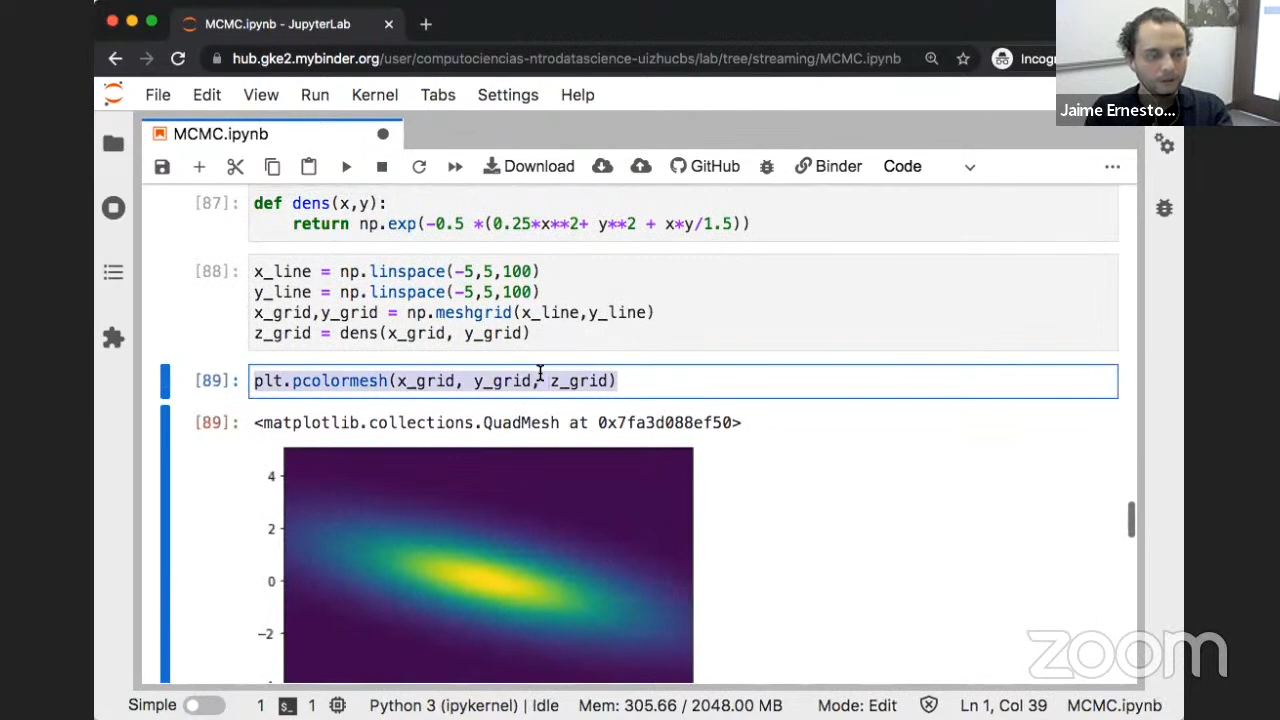 MCMC.ipynb - JupyterLab
hub.gke2.mybinder.org/user/computociencias-ntrodatascience-uizhucbs/lab/tree/streaming/MCMC.ipynb
Jaime Ernesto...
File Edit View Run Kernel Tabs Settings Help
MCMC.ipynb
Download GitHub Binder Code
[87]: def dens(x,y):
return np.exp(-0.5 *(0.25*x**2+ y**2 + x*y/1.5))
[88]: x_line = np.linspace(-5,5,100)
y_line = np.linspace(-5,5,100)
x_grid,y_grid = np.meshgrid(x_line,y_line)
z_grid = dens(x_grid, y_grid)
[89]: plt.pcolormesh(x_grid, y_grid, z_grid)
[89]: <matplotlib.collections.QuadMesh at 0x7fa3d088ef50>
4
2
0
-2
zoom
Simple 1 $_ 1 Python 3 (ipykernel) | Idle Mem: 305.66 / 2048.00 MB Mode: Edit Ln 1, Col 39 MCMC.ipynb